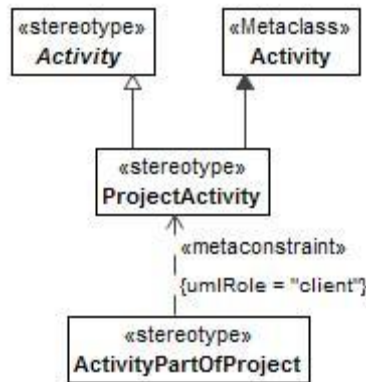 «stereotype»
Activity
«Metaclass»
Activity
«stereotype»
ProjectActivity
«metaconstraint»
{umlRole = "client"}
«stereotype»
ActivityPartOfProject